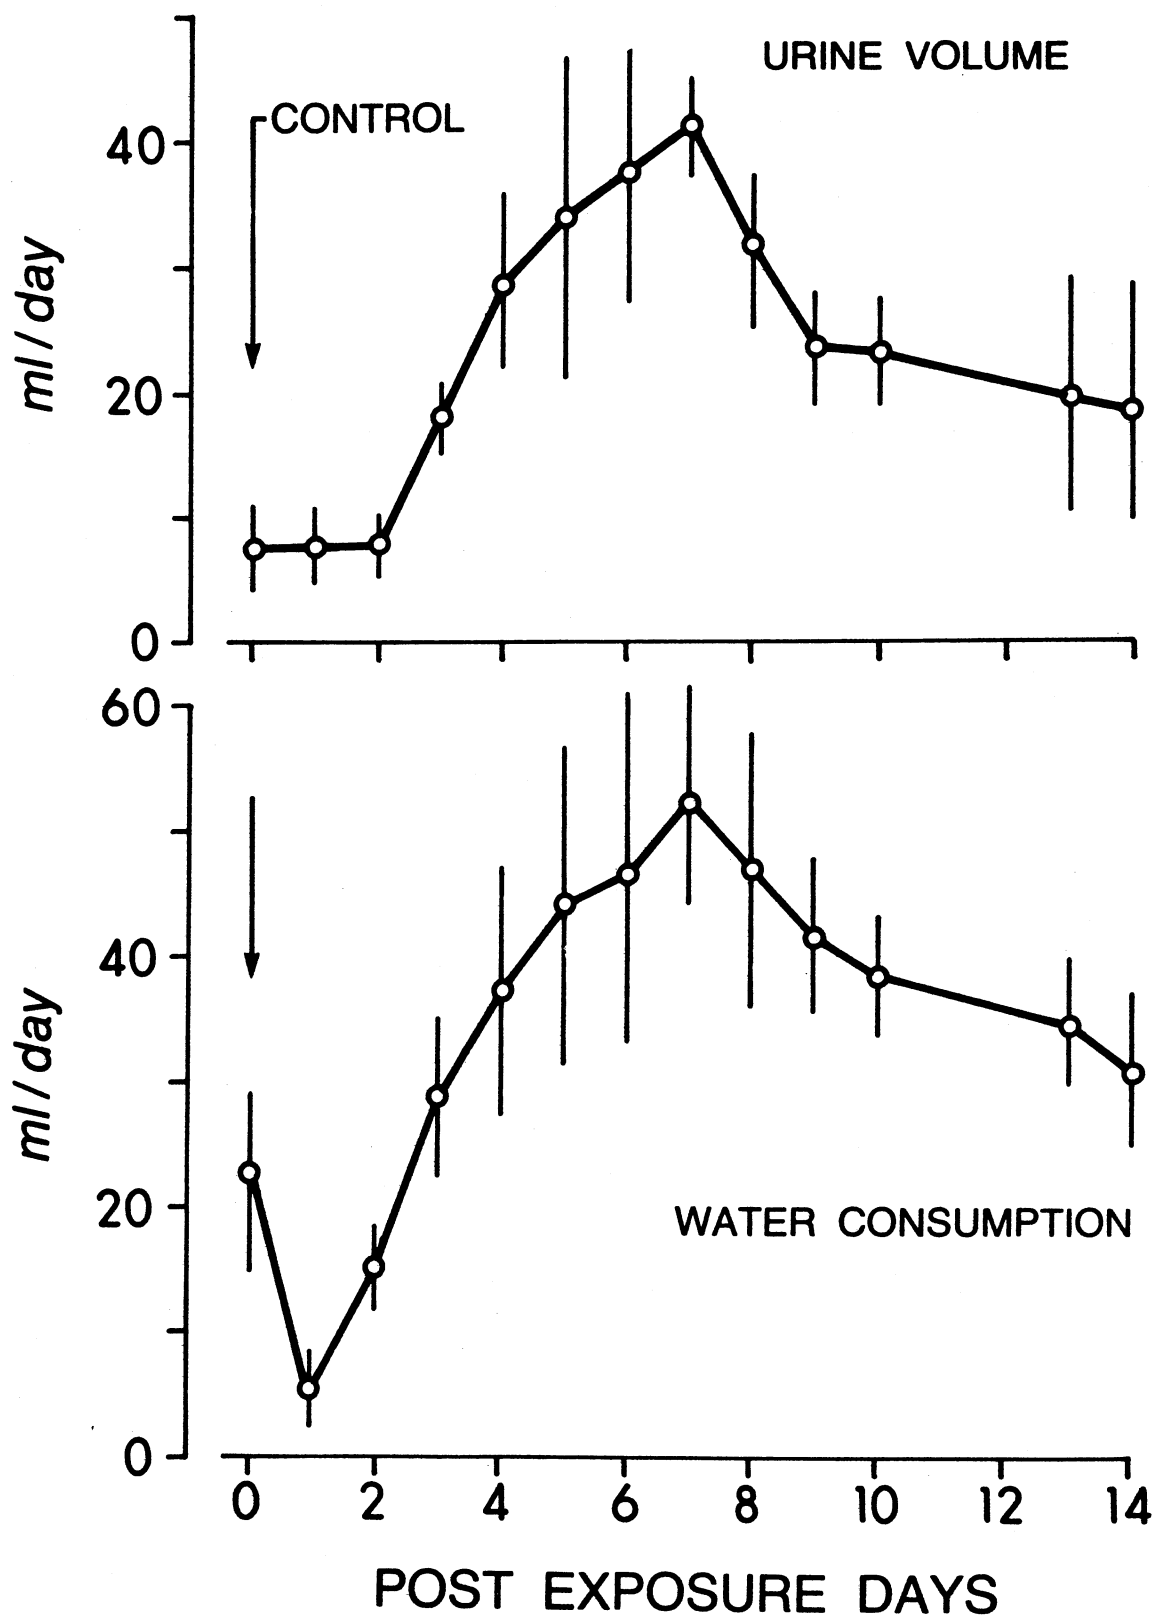 URINE VOLUME
CONTROL
40
20
0
ml/day
60
40
20
0
ml/day
WATER CONSUMPTION
0 2 4 6 8 10 12 14
POST EXPOSURE DAYS